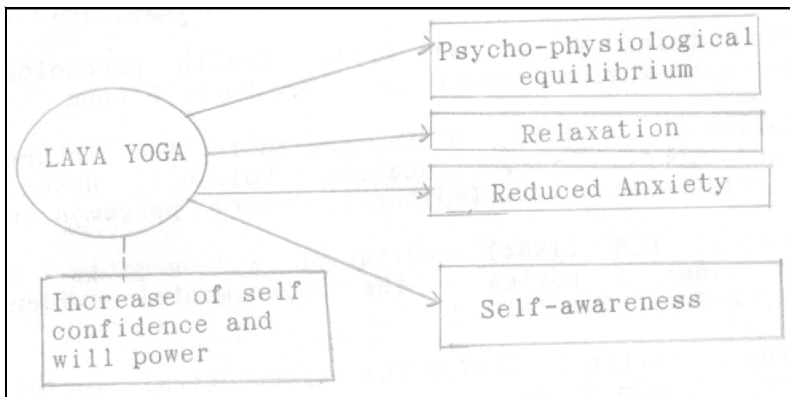 Psycho-physiological
equilibrium
LAYA YOGA
Relaxation
Reduced Anxiety
Increase of self
confidence and
will power
Self-awareness